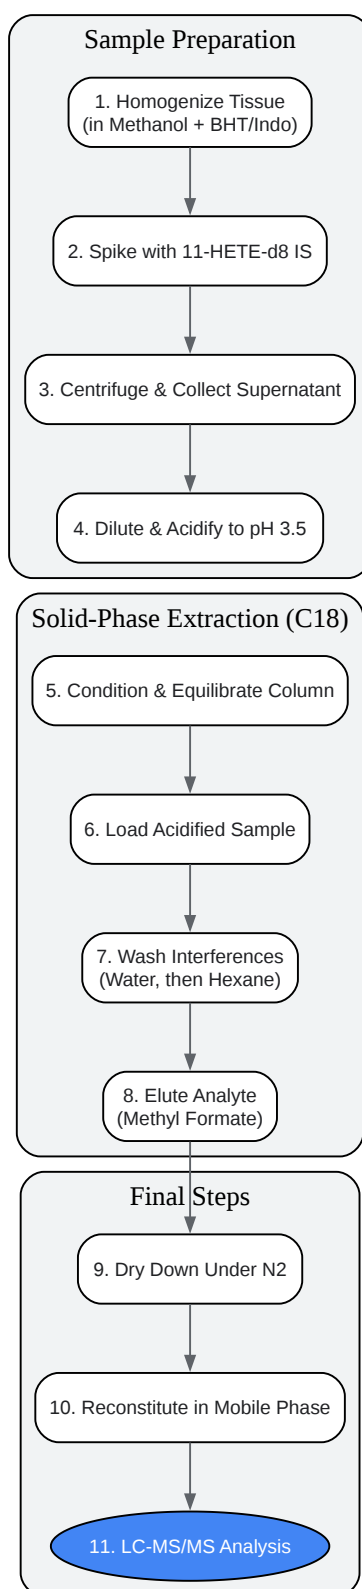 Sample Preparation
1. Homogenize Tissue
(in Methanol + BHT/Indo)
2. Spike with 11-HETE-d8 IS
3. Centrifuge & Collect Supernatant
4. Dilute & Acidify to pH 3.5
Solid-Phase Extraction (C18)
5. Condition & Equilibrate Column
6. Load Acidified Sample
7. Wash Interferences
(Water, then Hexane)
8. Elute Analyte
(Methyl Formate)
Final Steps
9. Dry Down Under N2
10. Reconstitute in Mobile Phase
11. LC-MS/MS Analysis